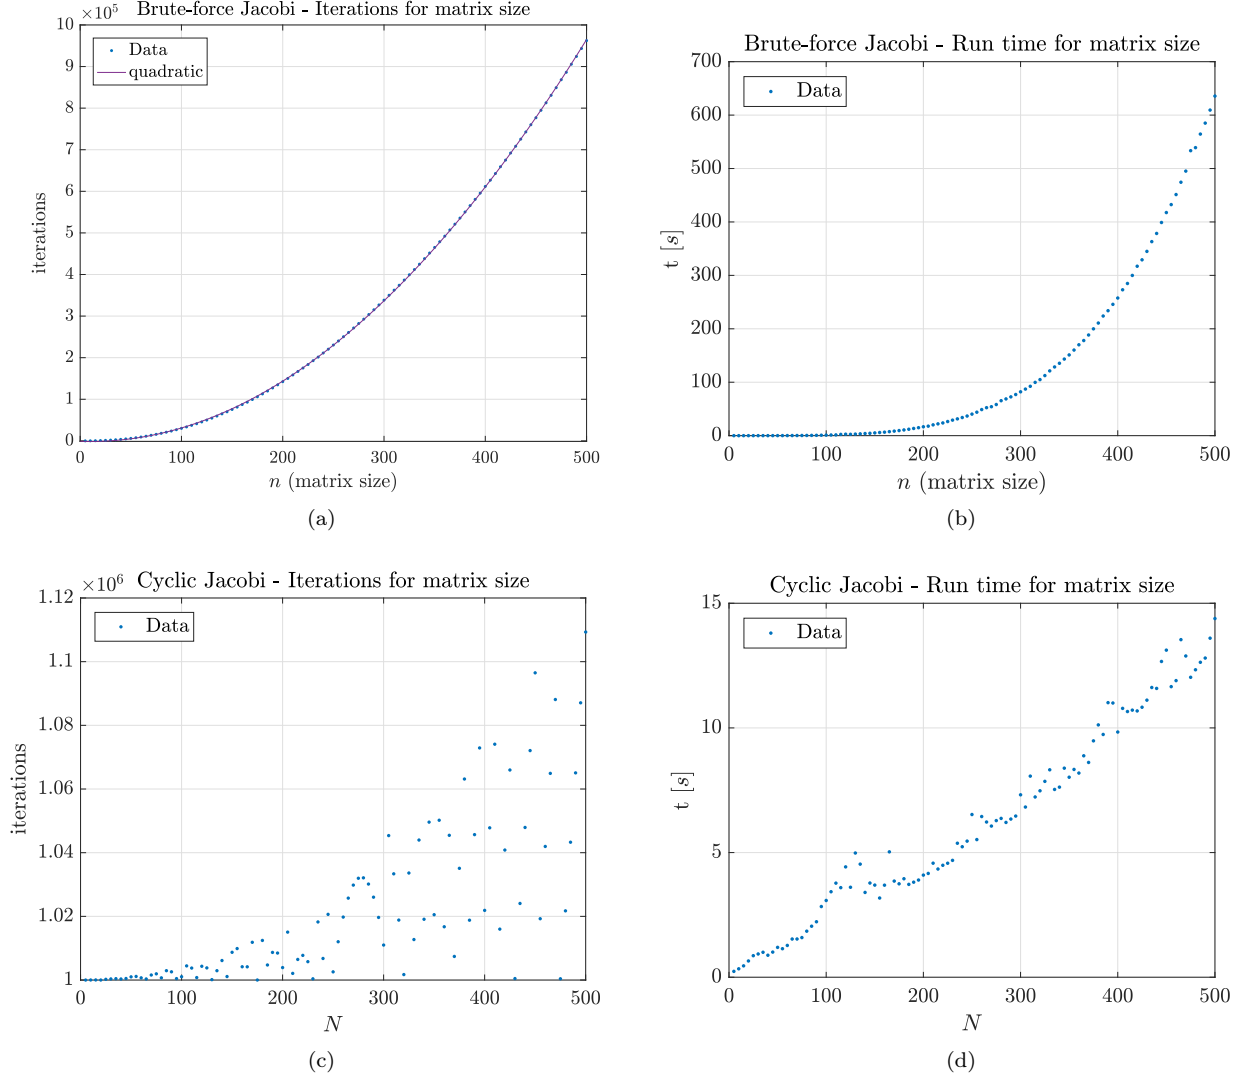 Brute-force Jacobi - Iterations for matrix size
×10⁵
10
9
8
7
6
5
4
3
2
1
0
0
100
200
300
400
500
iterations
n (matrix size)
Data
quadratic
(a)
Brute-force Jacobi - Run time for matrix size
700
600
500
400
300
200
100
0
0
100
200
300
400
500
t [s]
n (matrix size)
Data
(b)
Cyclic Jacobi - Iterations for matrix size
×10⁶
1.12
1.1
1.08
1.06
1.04
1.02
1
0
100
200
300
400
500
iterations
N
Data
(c)
Cyclic Jacobi - Run time for matrix size
15
10
5
0
0
100
200
300
400
500
t [s]
N
Data
(d)